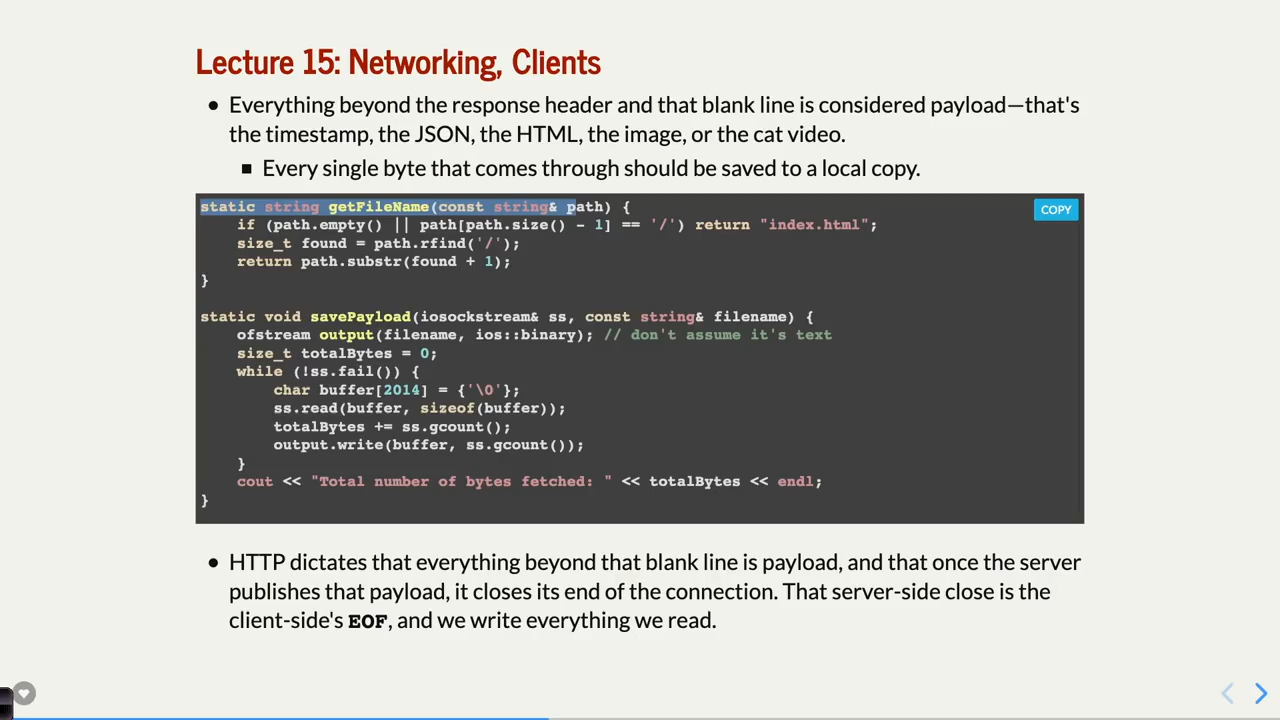 Lecture 15: Networking, Clients
• Everything beyond the response header and that blank line is considered payload—that's
the timestamp, the JSON, the HTML, the image, or the cat video.
▪ Every single byte that comes through should be saved to a local copy.
static string getFileName(const string& path) {
COPY
    if (path.empty() || path[path.size() - 1] == '/') return "index.html";
    size_t found = path.rfind('/');
    return path.substr(found + 1);
}
static void savePayload(iosockstream& ss, const string& filename) {
    ofstream output(filename, ios::binary); // don't assume it's text
    size_t totalBytes = 0;
    while (!ss.fail()) {
        char buffer[2014] = {'\0'};
        ss.read(buffer, sizeof(buffer));
        totalBytes += ss.gcount();
        output.write(buffer, ss.gcount());
    }
    cout << "Total number of bytes fetched: " << totalBytes << endl;
}
• HTTP dictates that everything beyond that blank line is payload, and that once the server
publishes that payload, it closes its end of the connection. That server-side close is the
client-side's EOF, and we write everything we read.